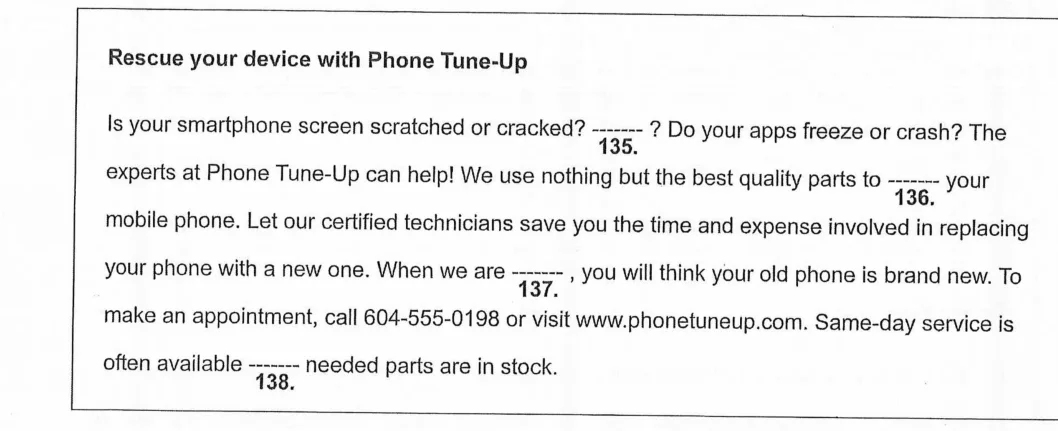 Rescue your device with Phone Tune-Up
Is your smartphone screen scratched or cracked? ------- ? Do your apps freeze or crash? The
135.
experts at Phone Tune-Up can help! We use nothing but the best quality parts to ------- your
136.
mobile phone. Let our certified technicians save you the time and expense involved in replacing
your phone with a new one. When we are ------- , you will think your old phone is brand new. To
137.
make an appointment, call 604-555-0198 or visit www.phonetuneup.com. Same-day service is
often available ------- needed parts are in stock.
138.